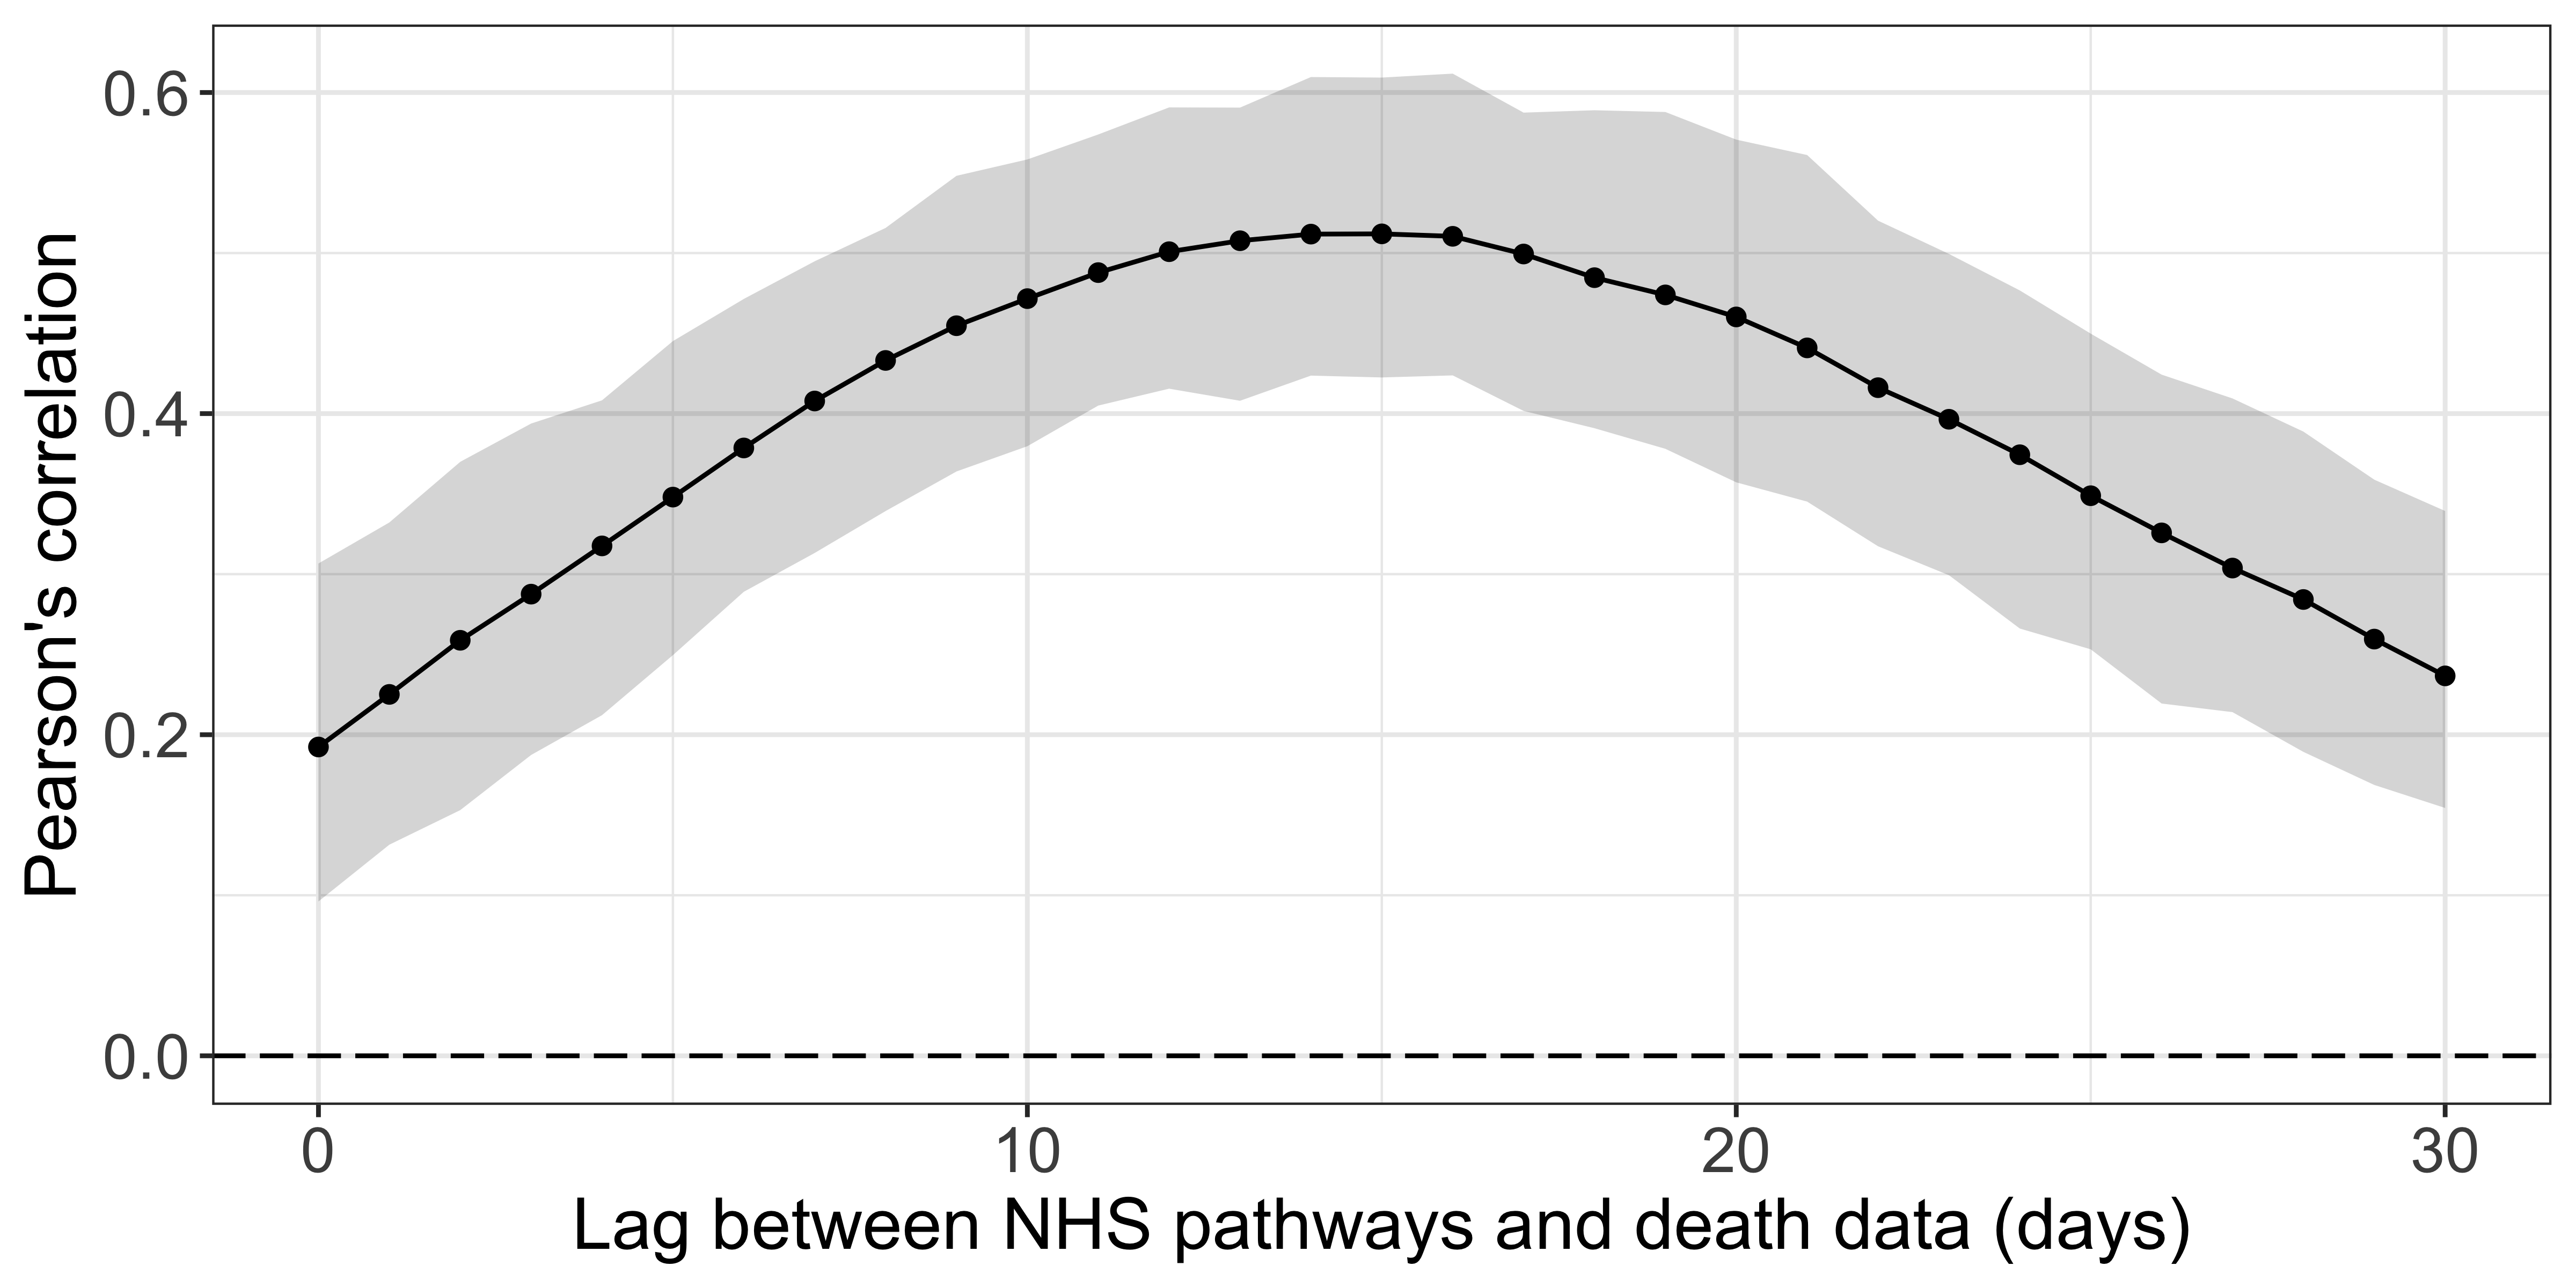 Pearson's correlation
0.6
0.4
0.2
0.0
0 10 20 30
Lag between NHS pathways and death data (days)